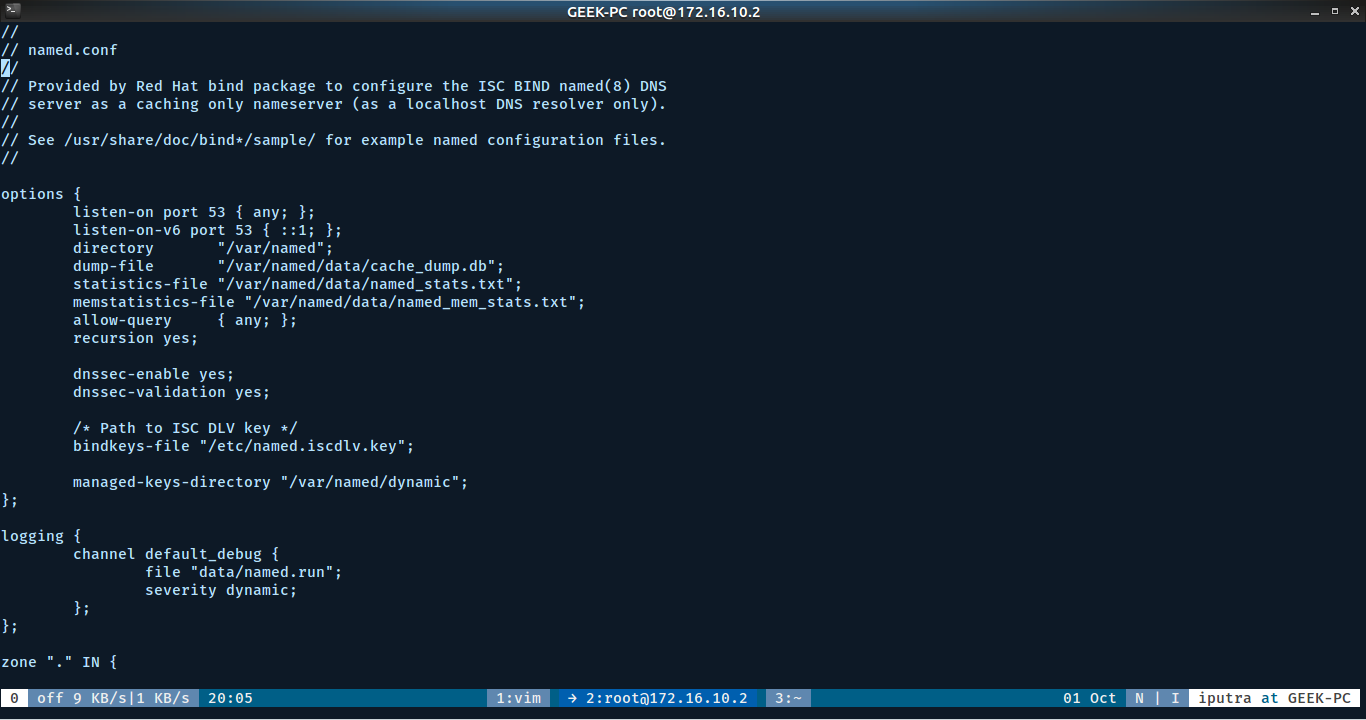 GEEK-PC root@172.16.10.2
//
// named.conf
//
// Provided by Red Hat bind package to configure the ISC BIND named(8) DNS
// server as a caching only nameserver (as a localhost DNS resolver only).
//
// See /usr/share/doc/bind*/sample/ for example named configuration files.
//
options {
listen-on port 53 { any; };
listen-on-v6 port 53 { ::1; };
directory "/var/named";
dump-file "/var/named/data/cache_dump.db";
statistics-file "/var/named/data/named_stats.txt";
memstatistics-file "/var/named/data/named_mem_stats.txt";
allow-query { any; };
recursion yes;
dnssec-enable yes;
dnssec-validation yes;
/* Path to ISC DLV key */
bindkeys-file "/etc/named.iscdlv.key";
managed-keys-directory "/var/named/dynamic";
};
logging {
channel default_debug {
file "data/named.run";
severity dynamic;
};
};
zone "." IN {
0 off 9 KB/s|1 KB/s 20:05 1:vim → 2:root@172.16.10.2 3:~ 01 Oct N | I iputra at GEEK-PC